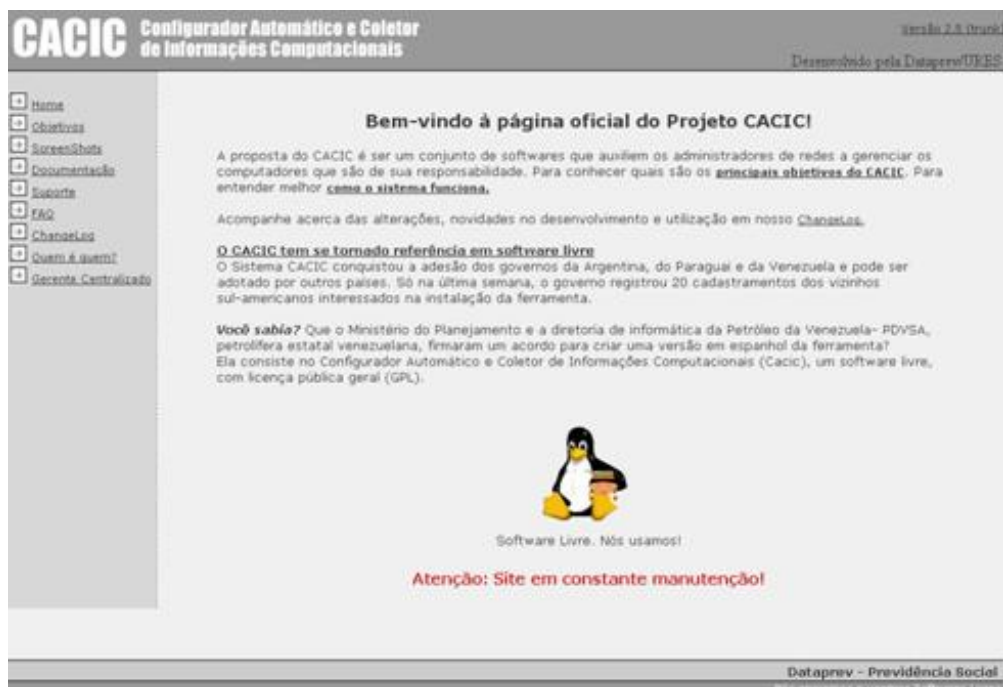 CACIC Configurador Automático e Coletor
de Informações Computacionais
Desenvolvido pela Dataprev/URES
Home
Objetivos
ScreenShots
Documentação
Suporte
FAQ
ChangeLog
Quem é quem?
Gerente Centralizado
Bem-vindo à página oficial do Projeto CACIC!
A proposta do CACIC é ser um conjunto de softwares que auxiliem os administradores de redes a gerenciar os
computadores que são de sua responsabilidade. Para conhecer quais são os principais objetivos do CACIC. Para
entender melhor como o sistema funciona.
Acompanhe acerca das alterações, novidades no desenvolvimento e utilização em nosso ChangeLog.
O CACIC tem se tornado referência em software livre
O Sistema CACIC conquistou a adesão dos governos da Argentina, do Paraguai e da Venezuela e pode ser
adotado por outros países. Só na última semana, o governo registrou 20 cadastramentos dos vizinhos
sul-americanos interessados na instalação da ferramenta.
Você sabia? Que o Ministério do Planejamento e a diretoria de informática da Petróleo da Venezuela- PDVSA,
petrolífera estatal venezuelana, firmaram um acordo para criar uma versão em espanhol da ferramenta?
Ela consiste no Configurador Automático e Coletor de Informações Computacionais (Cacic), um software livre,
com licença pública geral (GPL).
Software Livre. Nós usamos!
Atenção: Site em constante manutenção!
Dataprev - Previdência Social